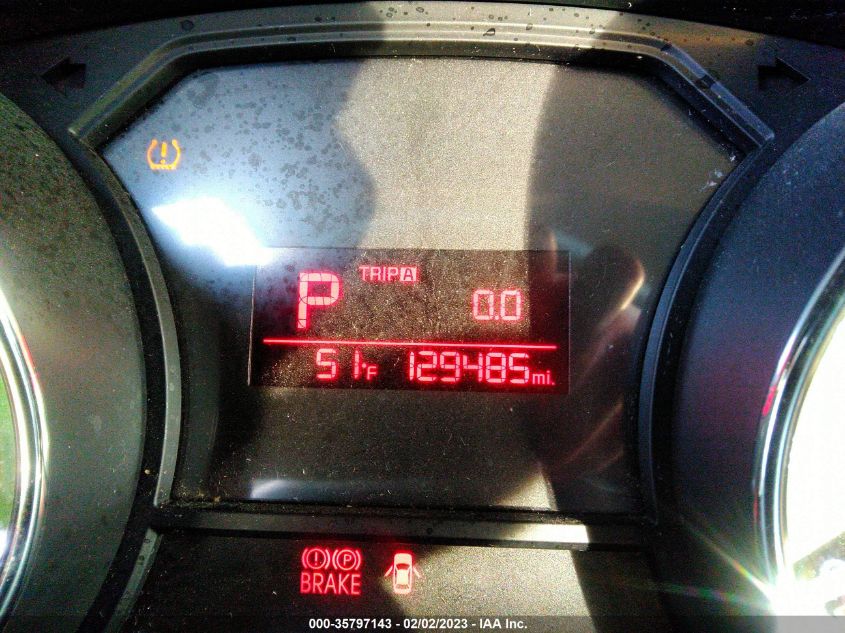 TRIP A
P
0.0
51°F 129485 mi.
(!) (P)
BRAKE
000-35797143 — 02/02/2023 — IAA Inc.